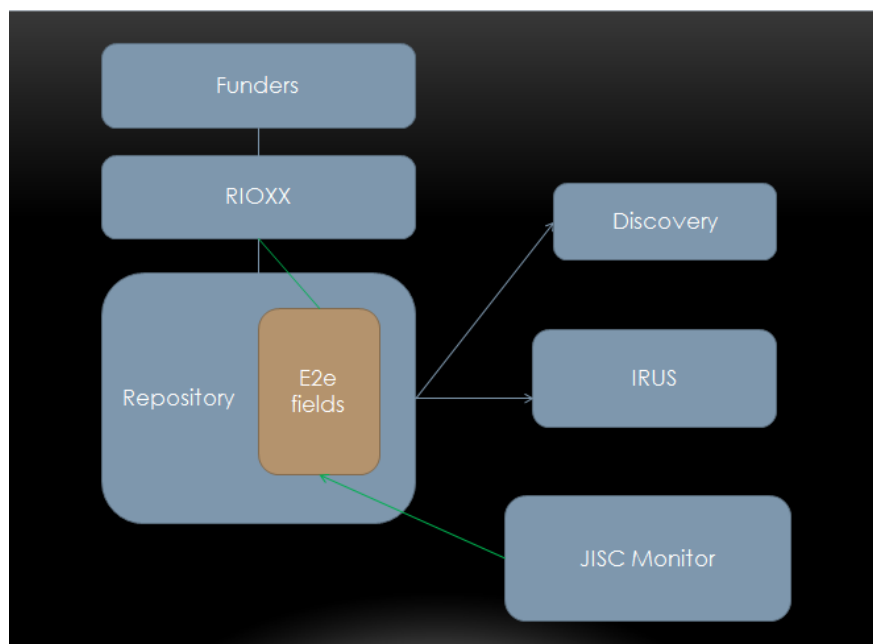 Funders
RIOXX
Discovery
Repository
E2e
fields
IRUS
JISC Monitor